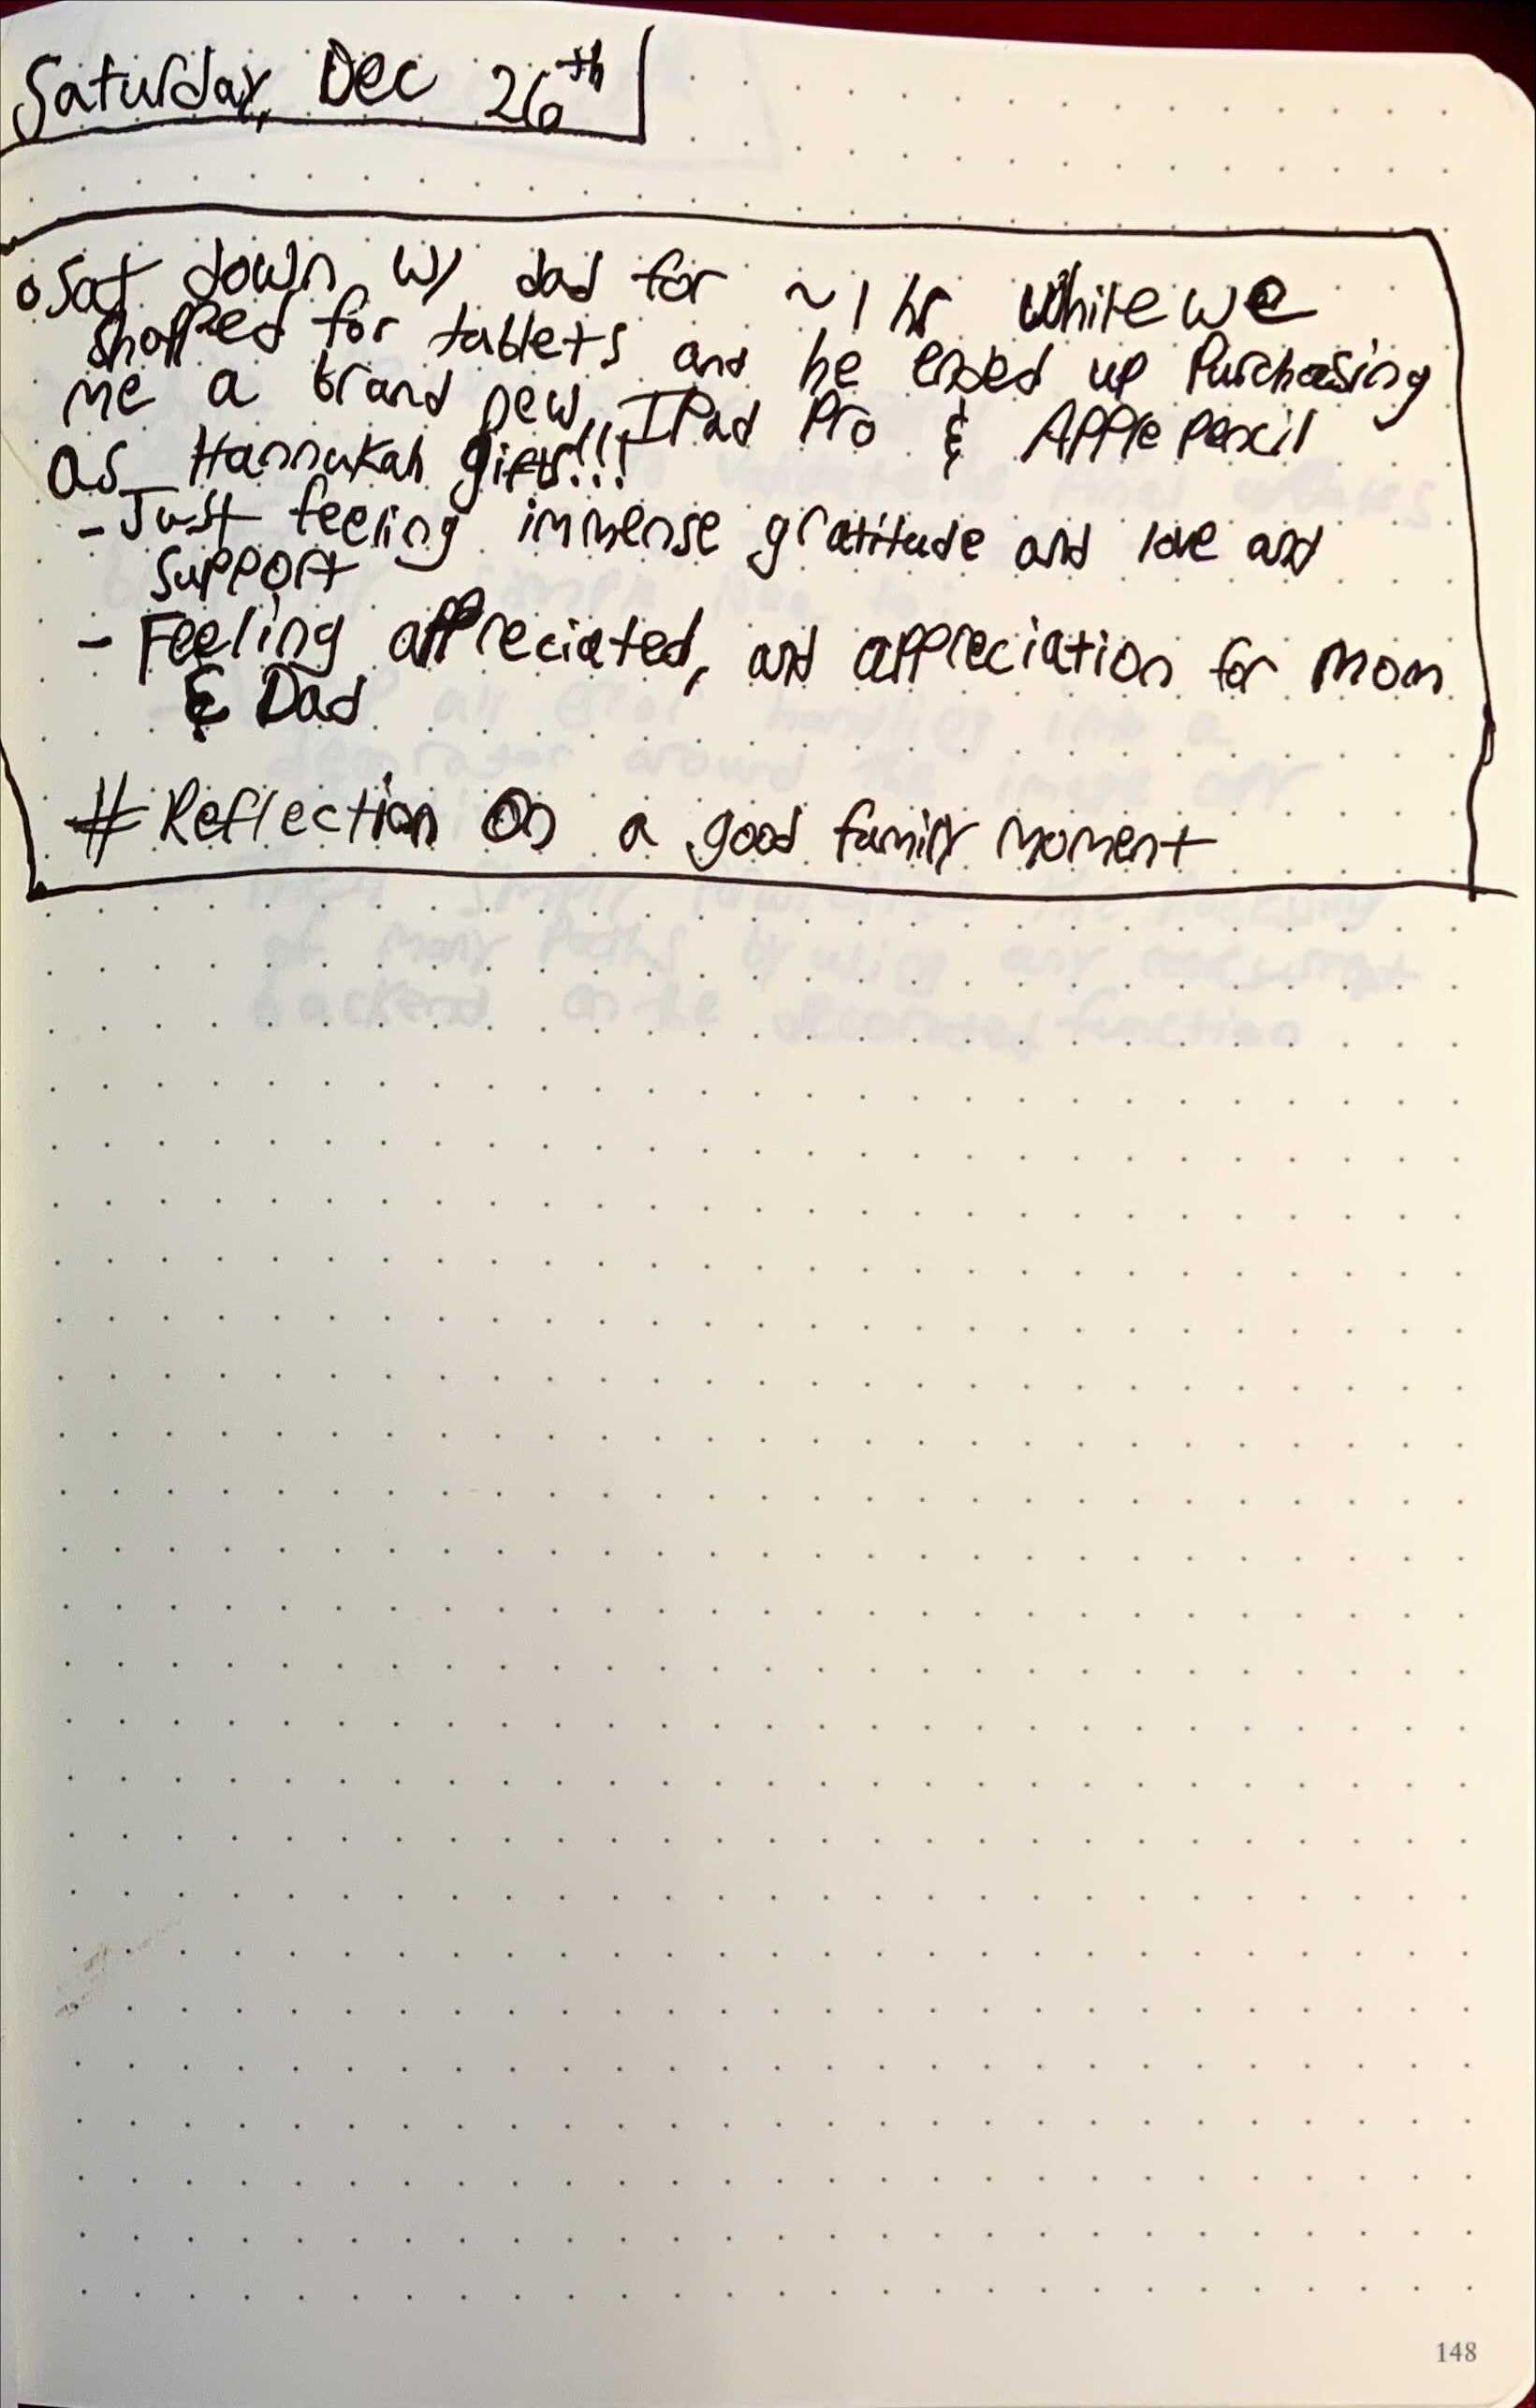 Saturday, Dec 26th
o Sat down w/ dad for ~1 hr while we
shopped for tablets and he ended up Purchasing
me a brand new IPad Pro & Apple Pencil
as Hannukah gifts!!!
- Just feeling immense gratitude and love and
support
- Feeling appreciated, and appreciation for Mom
& Dad
# Reflection on a good family moment
148